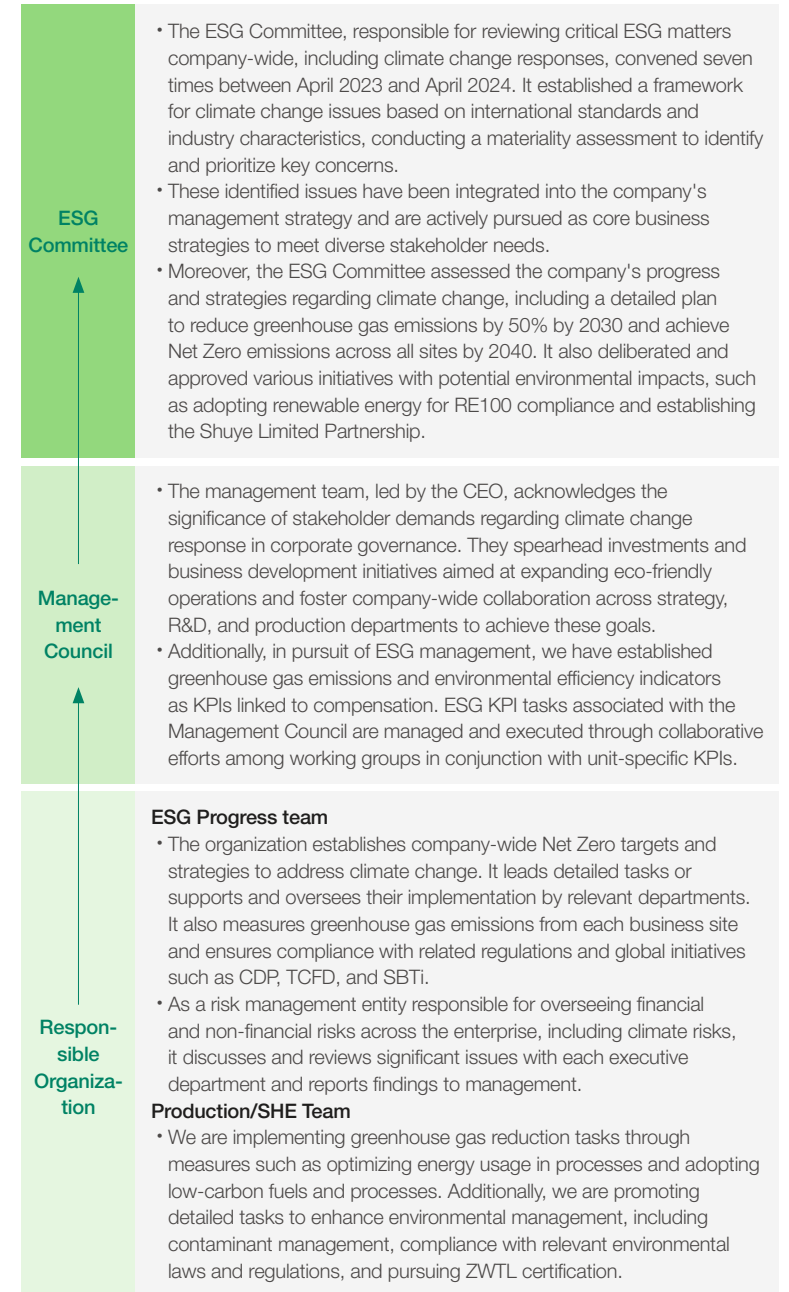 ESG
Committee
• The ESG Committee, responsible for reviewing critical ESG matters
company-wide, including climate change responses, convened seven
times between April 2023 and April 2024. It established a framework
for climate change issues based on international standards and
industry characteristics, conducting a materiality assessment to identify
and prioritize key concerns.
• These identified issues have been integrated into the company's
management strategy and are actively pursued as core business
strategies to meet diverse stakeholder needs.
• Moreover, the ESG Committee assessed the company's progress
and strategies regarding climate change, including a detailed plan
to reduce greenhouse gas emissions by 50% by 2030 and achieve
Net Zero emissions across all sites by 2040. It also deliberated and
approved various initiatives with potential environmental impacts, such
as adopting renewable energy for RE100 compliance and establishing
the Shuye Limited Partnership.
Manage-
ment
Council
• The management team, led by the CEO, acknowledges the
significance of stakeholder demands regarding climate change
response in corporate governance. They spearhead investments and
business development initiatives aimed at expanding eco-friendly
operations and foster company-wide collaboration across strategy,
R&D, and production departments to achieve these goals.
• Additionally, in pursuit of ESG management, we have established
greenhouse gas emissions and environmental efficiency indicators
as KPIs linked to compensation. ESG KPI tasks associated with the
Management Council are managed and executed through collaborative
efforts among working groups in conjunction with unit-specific KPIs.
Respon-
sible
Organiza-
tion
ESG Progress team
• The organization establishes company-wide Net Zero targets and
strategies to address climate change. It leads detailed tasks or
supports and oversees their implementation by relevant departments.
It also measures greenhouse gas emissions from each business site
and ensures compliance with related regulations and global initiatives
such as CDP, TCFD, and SBTi.
• As a risk management entity responsible for overseeing financial
and non-financial risks across the enterprise, including climate risks,
it discusses and reviews significant issues with each executive
department and reports findings to management.
Production/SHE Team
• We are implementing greenhouse gas reduction tasks through
measures such as optimizing energy usage in processes and adopting
low-carbon fuels and processes. Additionally, we are promoting
detailed tasks to enhance environmental management, including
contaminant management, compliance with relevant environmental
laws and regulations, and pursuing ZWTL certification.